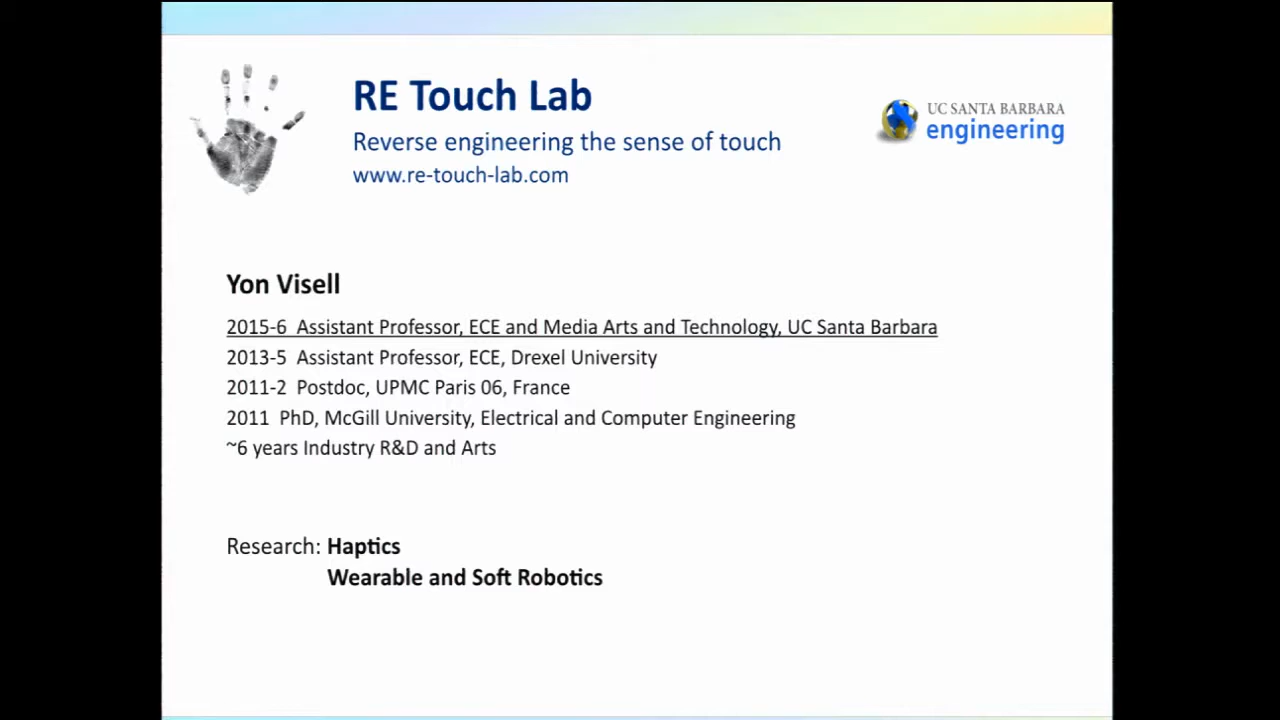 RE Touch Lab
Reverse engineering the sense of touch
www.re-touch-lab.com
UC SANTA BARBARA
engineering
Yon Visell
2015-6 Assistant Professor, ECE and Media Arts and Technology, UC Santa Barbara
2013-5 Assistant Professor, ECE, Drexel University
2011-2 Postdoc, UPMC Paris 06, France
2011 PhD, McGill University, Electrical and Computer Engineering
~6 years Industry R&D and Arts
Research: Haptics
Wearable and Soft Robotics